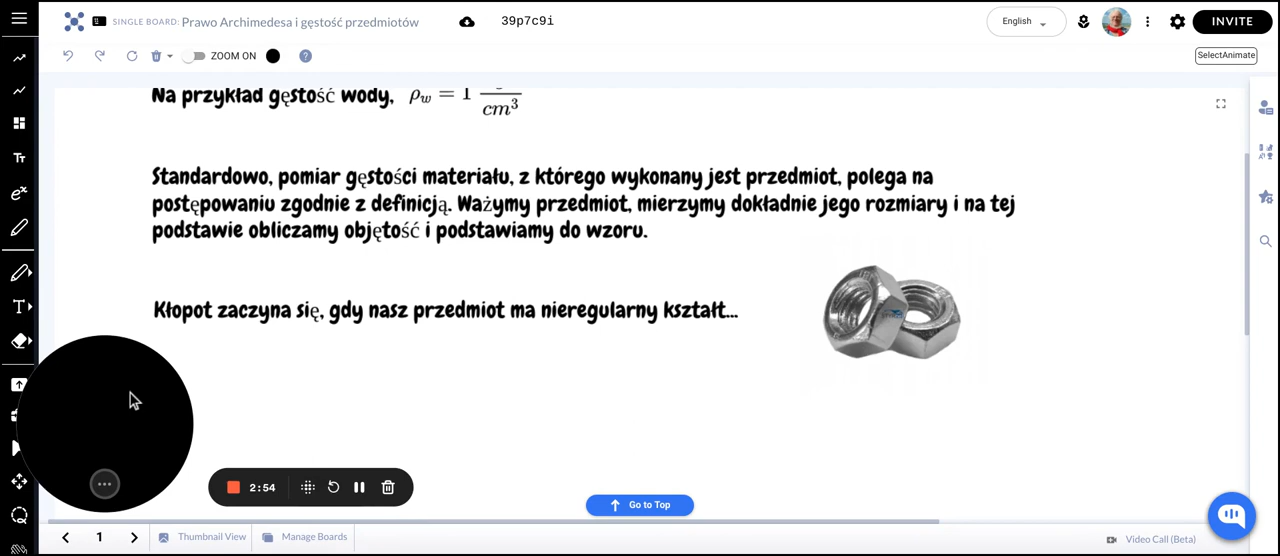 SINGLE BOARD: Prawo Archimedesa i gęstość przedmiotów
39p7c9i
English
INVITE
ZOOM ON
SelectAnimate
Na przykład gęstość wody, ρw = 1 cm³
Standardowo, pomiar gęstości materiału, z którego wykonany jest przedmiot, polega na
postępowaniu zgodnie z definicją. Ważymy przedmiot, mierzymy dokładnie jego rozmiary i na tej
podstawie obliczamy objętość i podstawiamy do wzoru.
Kłopot zaczyna się, gdy nasz przedmiot ma nieregularny kształt...
2:54
Go to Top
1
Thumbnail View
Manage Boards
Video Call (Beta)